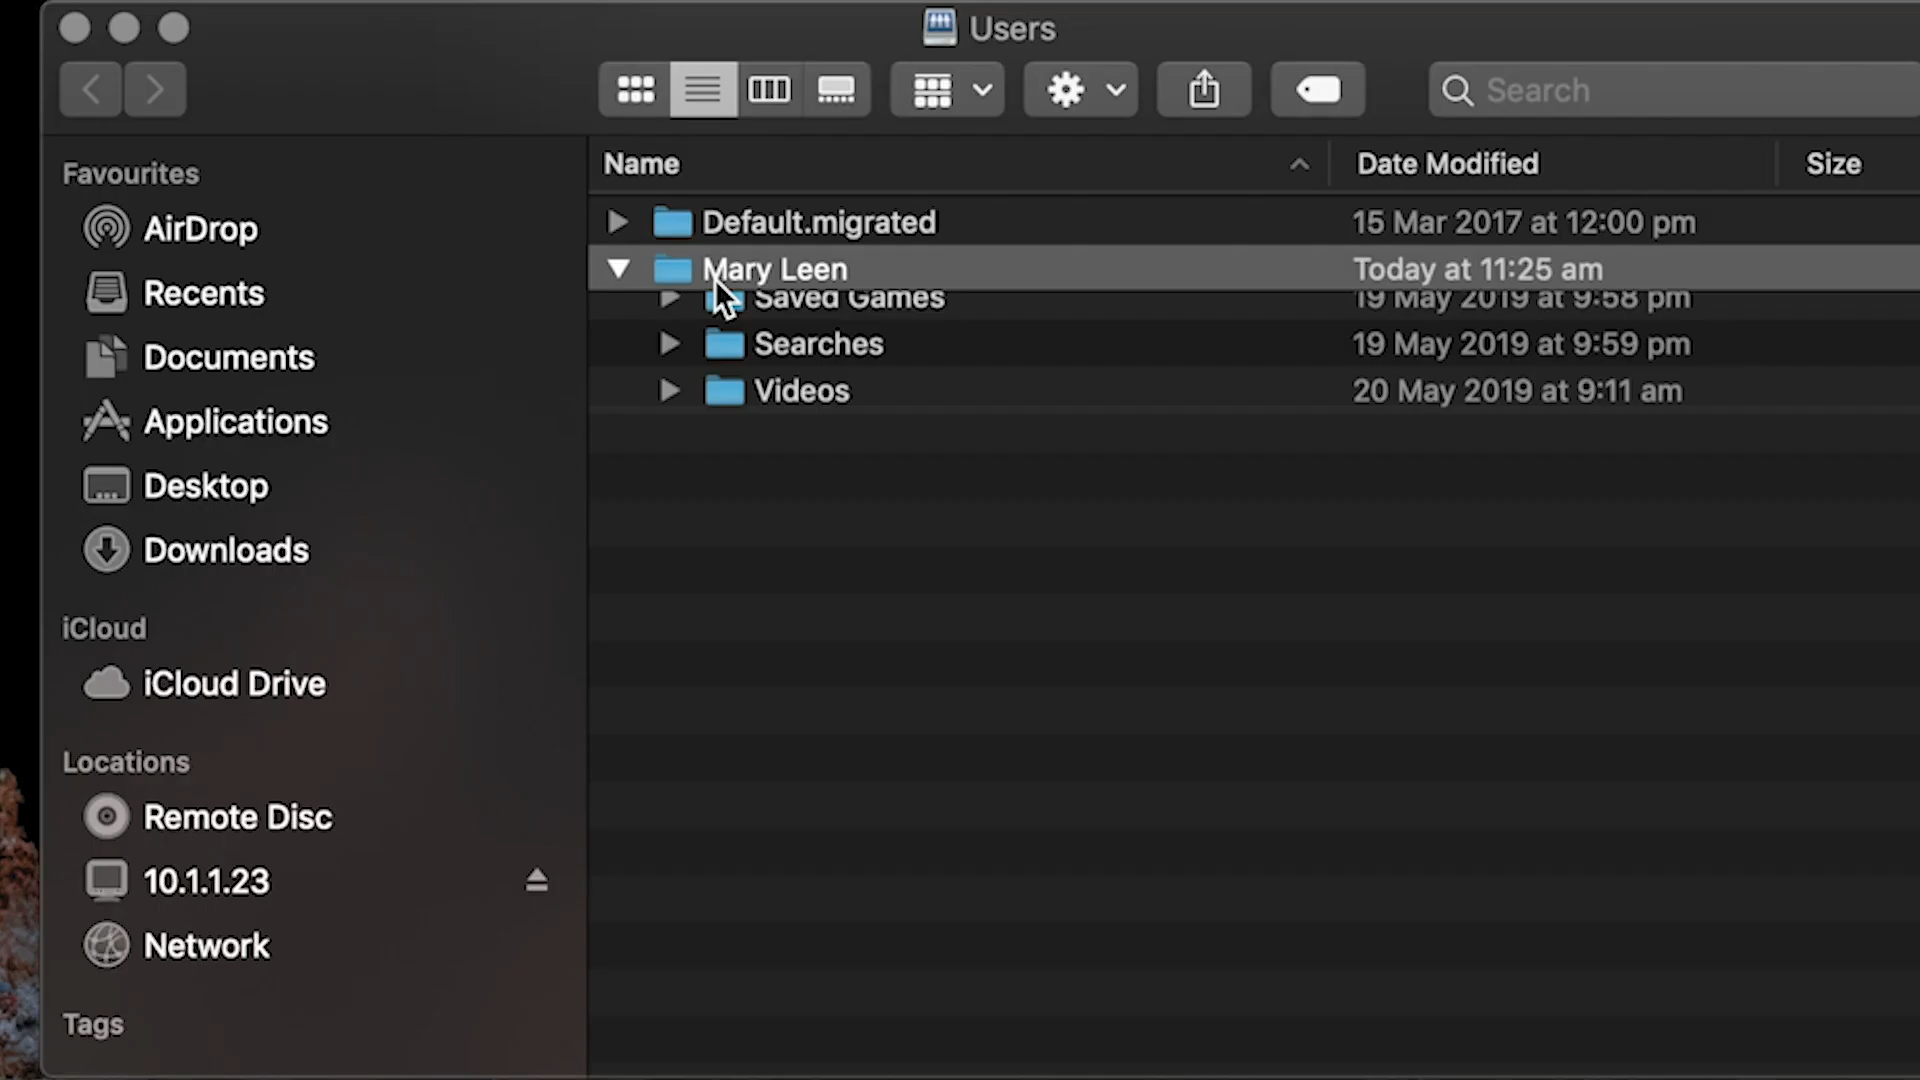 Users
Search
Favourites
AirDrop
Recents
Documents
Applications
Desktop
Downloads
iCloud
iCloud Drive
Locations
Remote Disc
10.1.1.23
Network
Tags
Name Date Modified Size
Default.migrated 15 Mar 2017 at 12:00 pm
Mary Leen Today at 11:25 am
Saved Games 19 May 2019 at 9:58 pm
Searches 19 May 2019 at 9:59 pm
Videos 20 May 2019 at 9:11 am